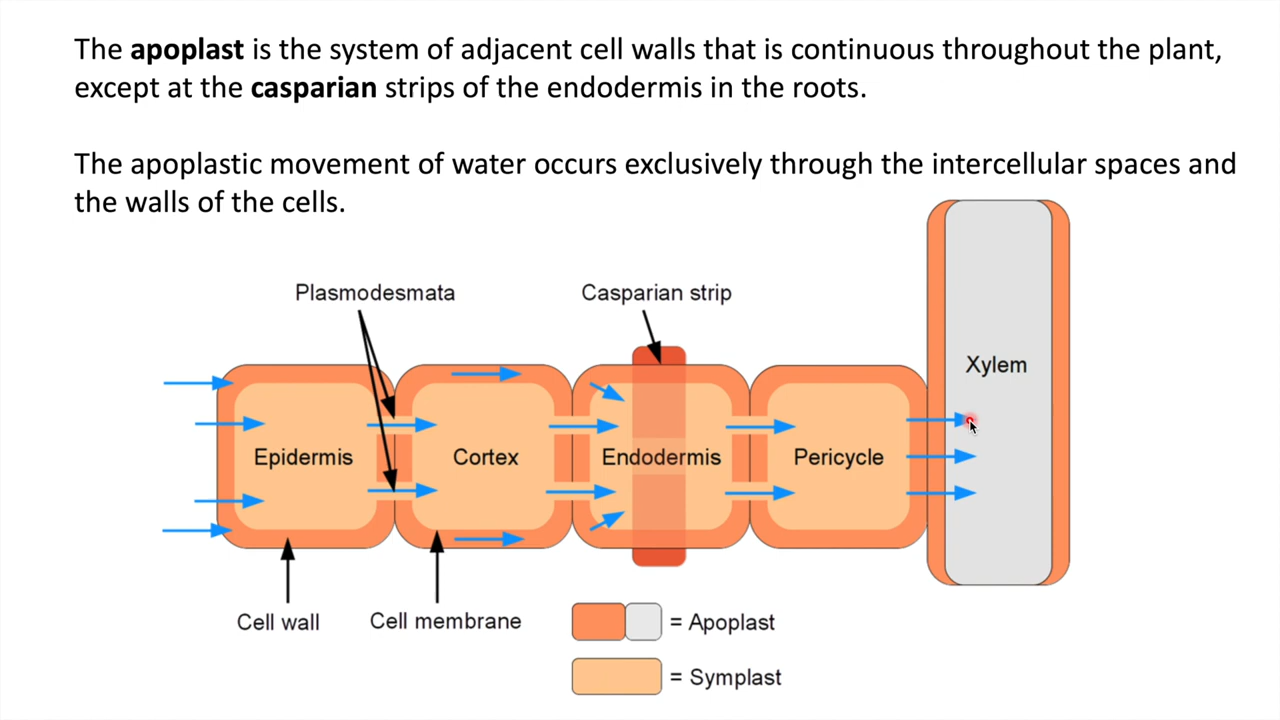 The apoplast is the system of adjacent cell walls that is continuous throughout the plant,
except at the casparian strips of the endodermis in the roots.
The apoplastic movement of water occurs exclusively through the intercellular spaces and
the walls of the cells.
Plasmodesmata
Casparian strip
Xylem
Epidermis
Cortex
Endodermis
Pericycle
Cell wall
Cell membrane
= Apoplast
= Symplast